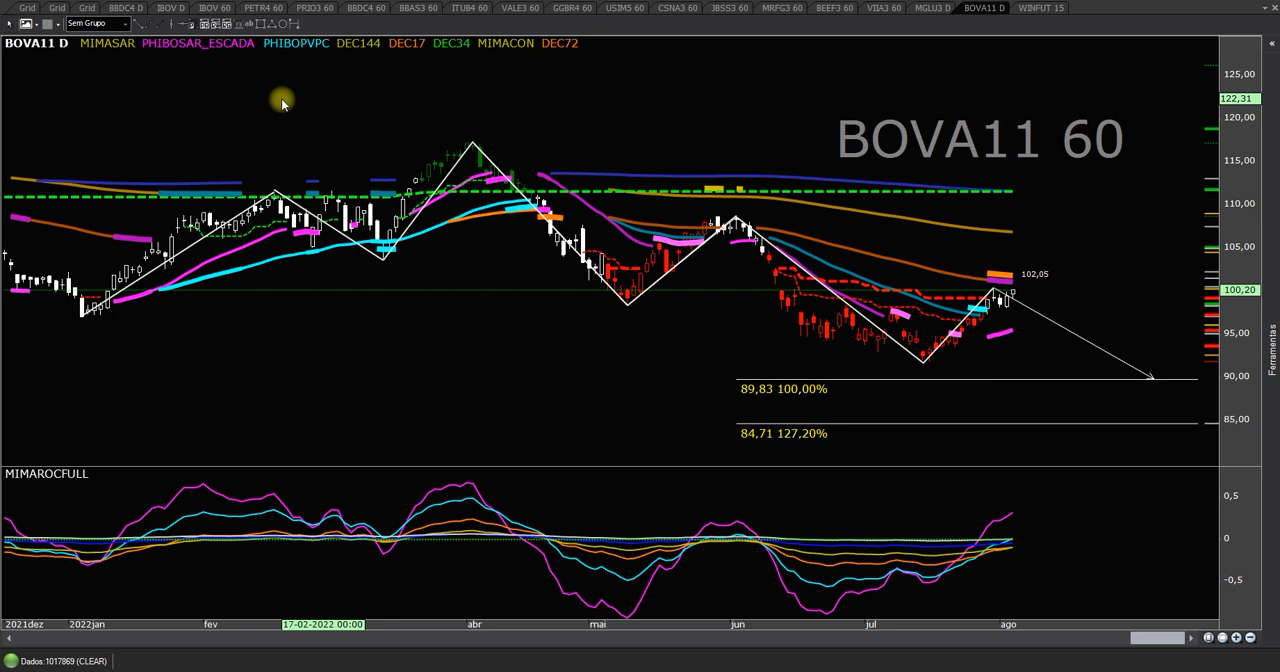 Grid Grid Grid BBDC4 D IBOV D IBOV 60 PETR4 60 PRIO3 60 BBDC4 60 BBAS3 60 ITUB4 60 VALE3 60 GGBR4 60 USIM5 60 CSNA3 60 JBSS3 60 MRFG3 60 BEEF3 60 VIIA3 60 MGLU3 D BOVA11 D WINFUT 15
Sem Grupo
BOVA11 D MIMASAR PHIBOSAR_ESCADA PHIBOPVPC DEC144 DEC17 DEC34 MIMACON DEC72
BOVA11 60
125,00
122,31
120,00
115,00
110,00
105,00
102,05
100,20
95,00
90,00
85,00
89,83 100,00%
84,71 127,20%
Ferramentas
MIMAROCFULL
0,5
0
-0,5
2021dez 2022jan fev 17-02-2022 00:00 abr mai jun jul ago
Dados:1017869 (CLEAR)